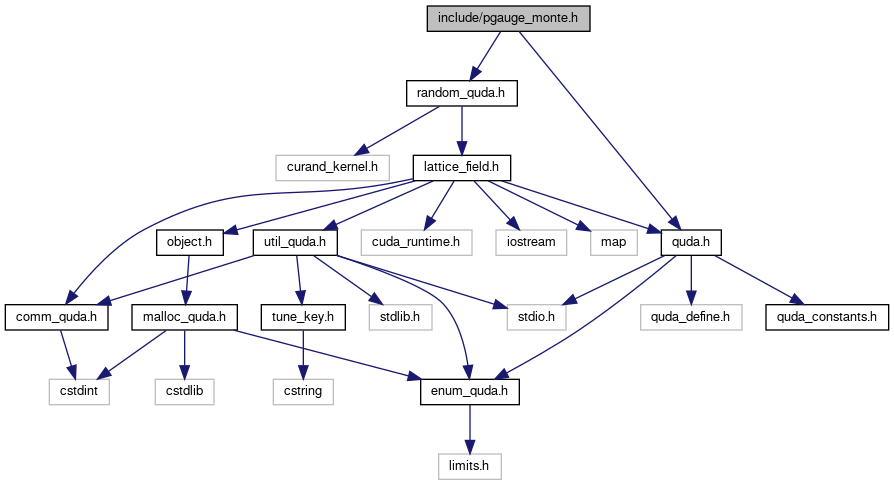 include/pgauge_monte.h
random_quda.h
curand_kernel.h
lattice_field.h
object.h
util_quda.h
cuda_runtime.h
iostream
map
quda.h
comm_quda.h
malloc_quda.h
tune_key.h
stdlib.h
stdio.h
quda_define.h
quda_constants.h
cstdint
cstdlib
cstring
enum_quda.h
limits.h